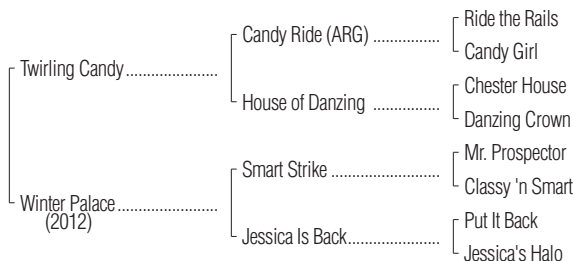 Ride the Rails
Candy Ride (ARG) ................
Candy Girl
Twirling Candy......................
Chester House
House of Danzing ................
Danzing Crown
Mr. Prospector
Smart Strike ..........................
Classy 'n Smart
Winter Palace........................
(2012)
Put It Back
Jessica Is Back......................
Jessica's Halo